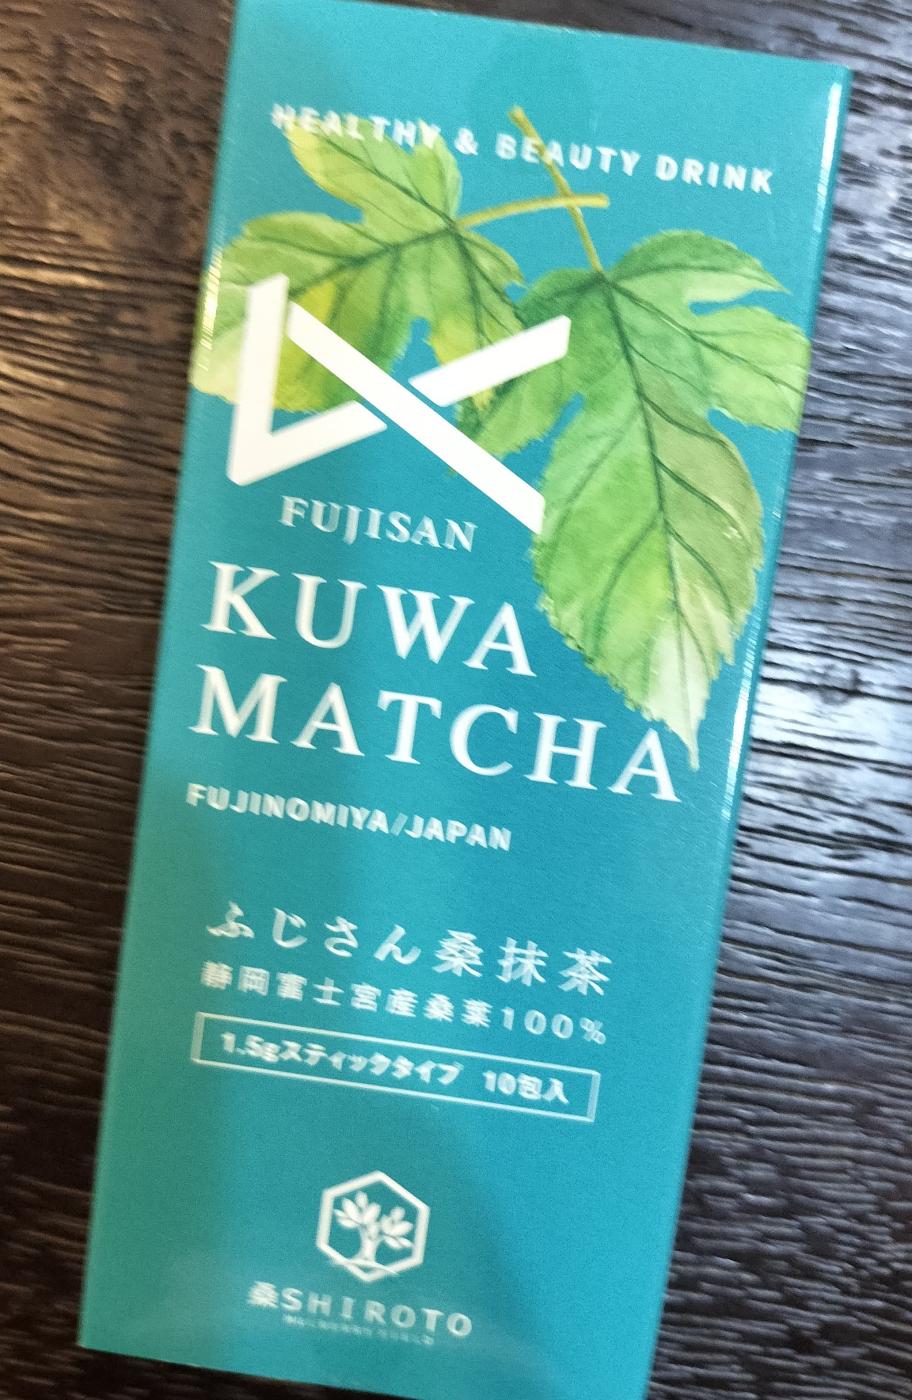 HEALTHY & BEAUTY DRINK
FUJISAN
KUWA
MATCHA
FUJINOMIYA/JAPAN
ふじさん桑抹茶
静岡富士宮産桑葉100%
1.5gスティックタイプ 10包入
桑SHIROTO